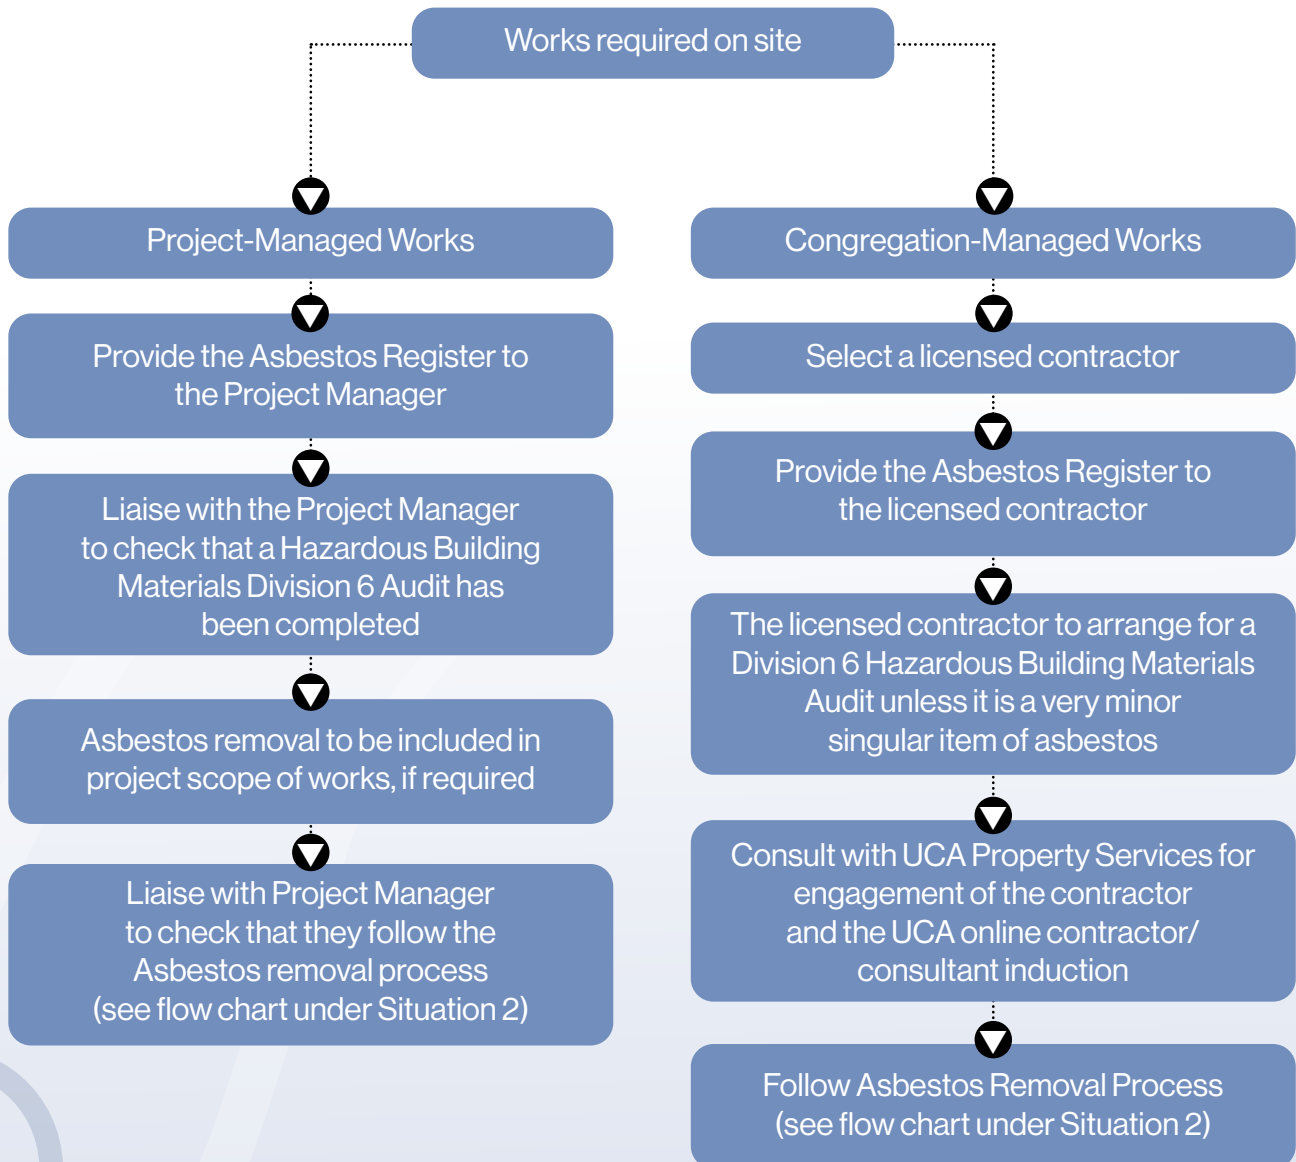 Works required on site
Project-Managed Works
Provide the Asbestos Register to
the Project Manager
Liaise with the Project Manager
to check that a Hazardous Building
Materials Division 6 Audit has
been completed
Asbestos removal to be included in
project scope of works, if required
Liaise with Project Manager
to check that they follow the
Asbestos removal process
(see flow chart under Situation 2)
Congregation-Managed Works
Select a licensed contractor
Provide the Asbestos Register to
the licensed contractor
The licensed contractor to arrange for a
Division 6 Hazardous Building Materials
Audit unless it is a very minor
singular item of asbestos
Consult with UCA Property Services for
engagement of the contractor
and the UCA online contractor/
consultant induction
Follow Asbestos Removal Process
(see flow chart under Situation 2)